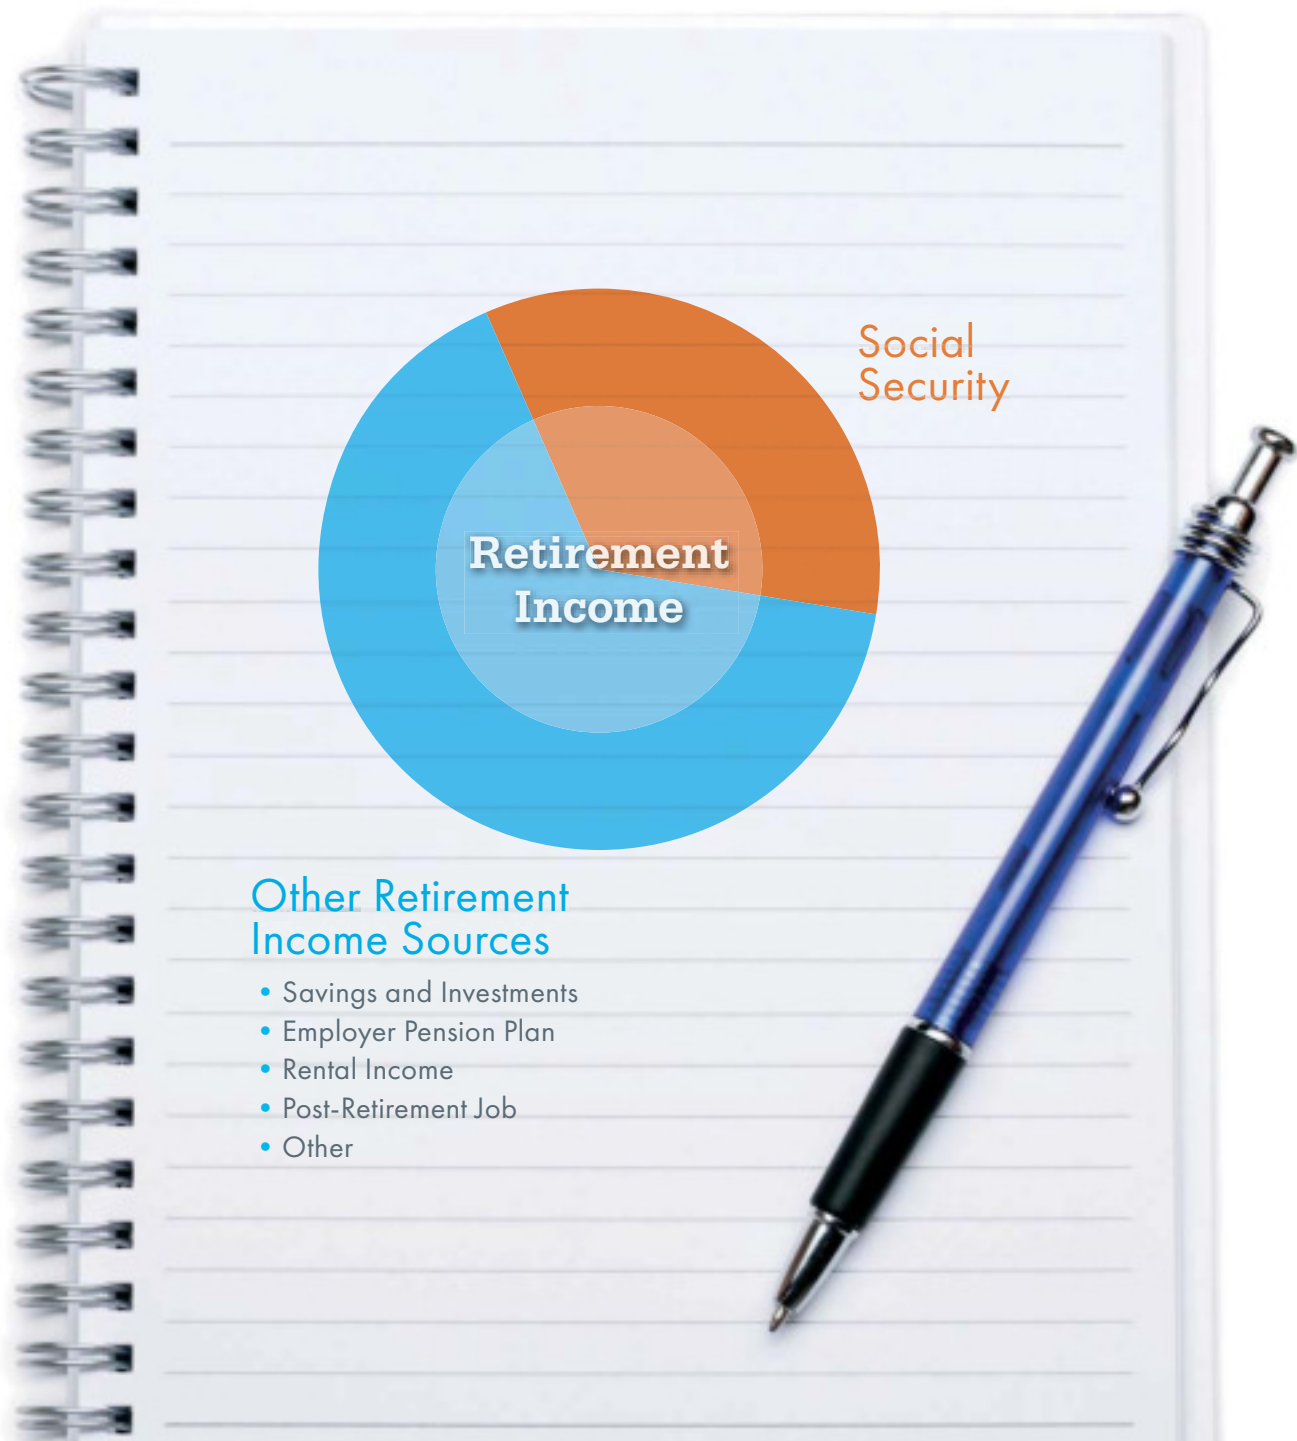 Social
Security
Retirement
Income
Other Retirement
Income Sources
• Savings and Investments
• Employer Pension Plan
• Rental Income
• Post-Retirement Job
• Other